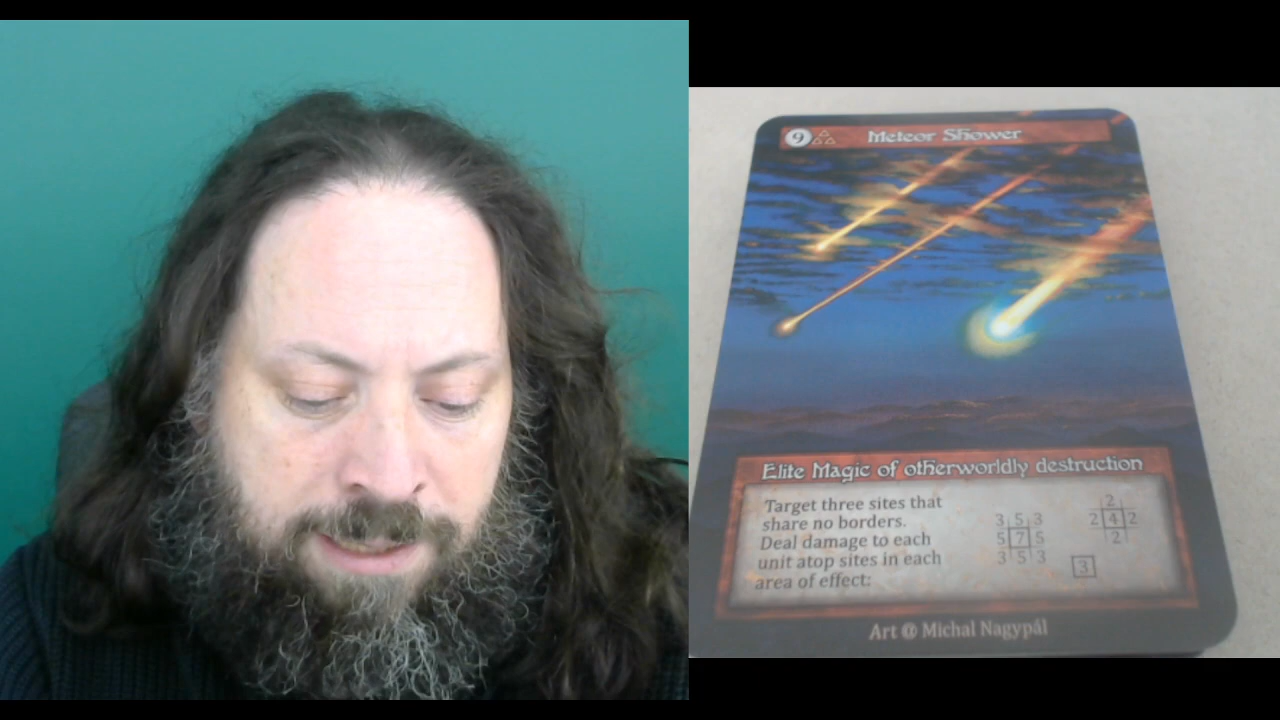 9 Meteor Shower
Elite Magic of otherworldly destruction
Target three sites that
share no borders.
Deal damage to each
unit atop sites in each
area of effect:
3 5 3
5 7 5
3 5 3
2
2 4 2
2
3
Art @ Michal Nagypál